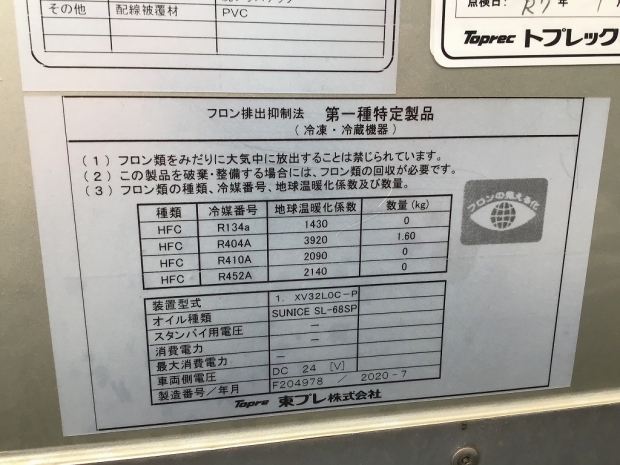 その他 配線被覆材 PVC
点検日: R7 年
Toprec トプレック
フロン排出抑制法 第一種特定製品
(冷凍・冷蔵機器)
(1) フロン類をみだりに大気中に放出することは禁じられています。
(2) この製品を廃棄・整備する場合には、フロン類の回収が必要です。
(3) フロン類の種類、冷媒番号、地球温暖化係数及び数量。
フロンの見える化
種類 冷媒番号 地球温暖化係数 数量(kg)
HFC R134a 1430 0
HFC R404A 3920 1.60
HFC R410A 2090 0
HFC R452A 2140 0
装置型式 1. XV32LOC-P
オイル種類 SUNICE SL-68SP
スタンバイ用電圧 —
消費電力 —
最大消費電力 —
車両側電圧 DC 24 [V]
製造番号/年月 F204978 / 2020-7
Topre 東プレ株式会社